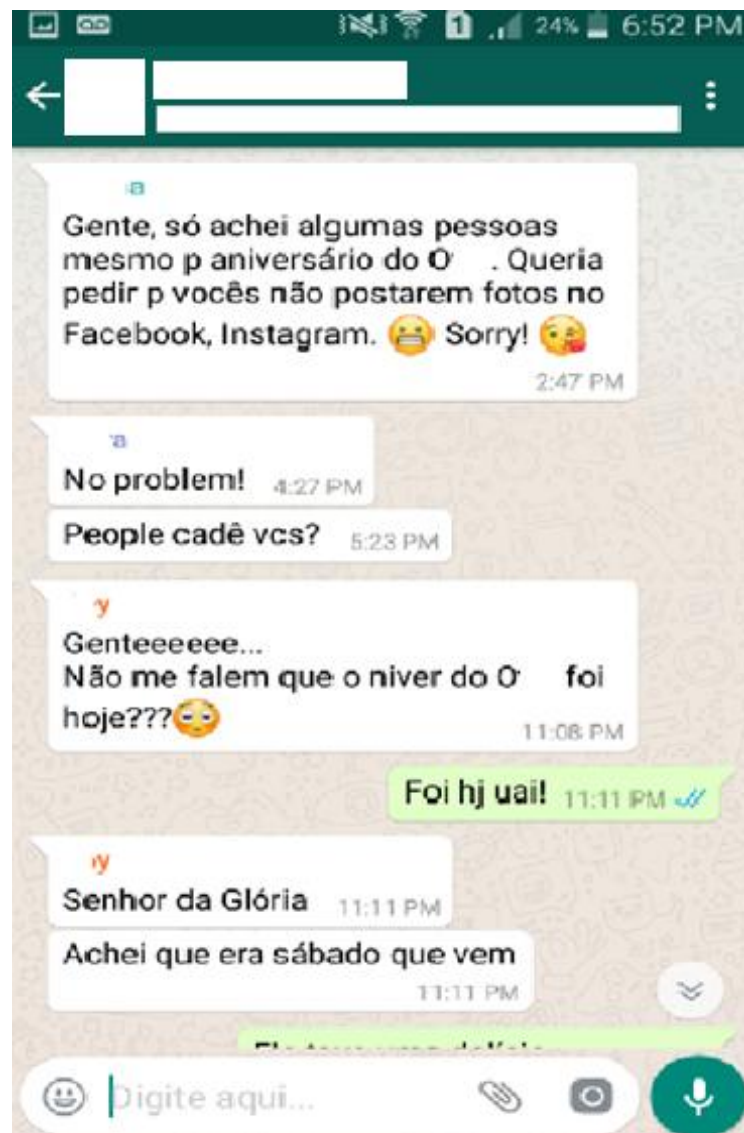 24% 6:52 PM
Gente, só achei algumas pessoas
mesmo p aniversário do O . Queria
pedir p vocês não postarem fotos no
Facebook, Instagram. 😬 Sorry! 😘
2:47 PM
No problem! 4:27 PM
People cadê vcs? 5:23 PM
y
Genteeeeee...
Não me falem que o niver do O foi
hoje???😳
11:08 PM
Foi hj uai! 11:11 PM
y
Senhor da Glória 11:11 PM
Achei que era sábado que vem
11:11 PM
Digite aqui...